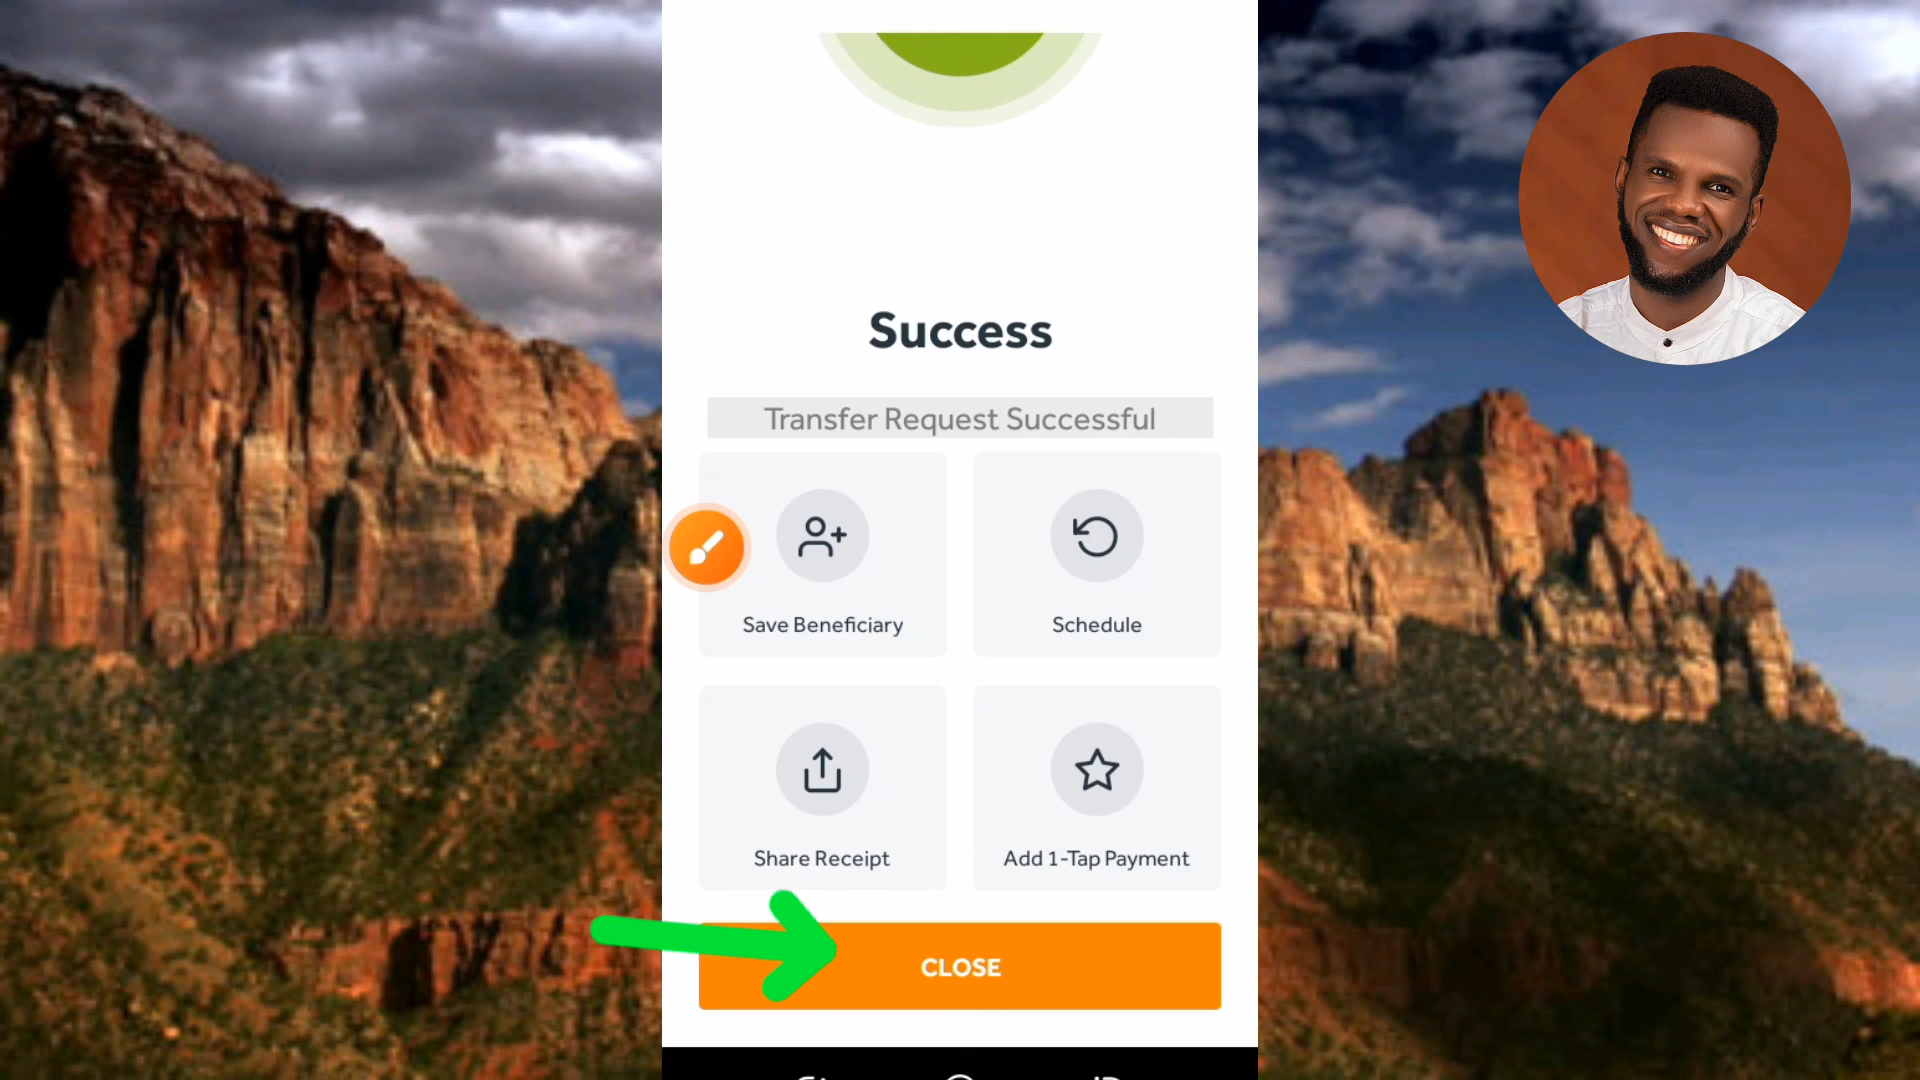 Success
Transfer Request Successful
Save Beneficiary
Schedule
Share Receipt
Add 1-Tap Payment
CLOSE